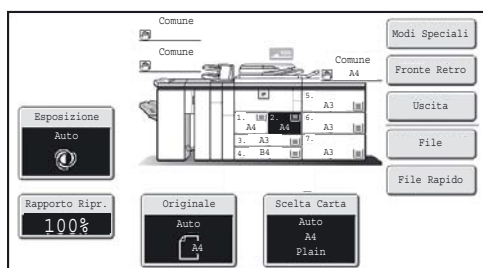 Comune
Comune
Comune
A4
Modi Speciali
Fronte Retro
Uscita
File
File Rapido
Esposizione
Auto
Rapporto Ripr.
100%
1.
A4
2.
A4
3. A3
4. B4
5.
A3
6.
A3
7.
A3
Originale
Auto
A4
Scelta Carta
Auto
A4
Plain